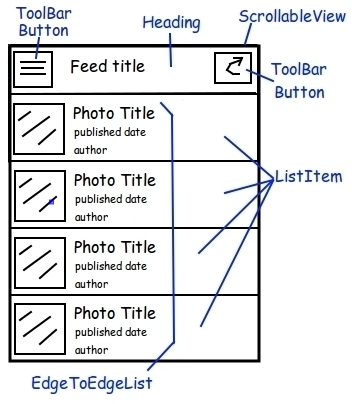 ToolBar
Button
Heading
ScrollableView
Feed title
ToolBar
Button
Photo Title
published date
author
Photo Title
published date
author
ListItem
Photo Title
published date
author
Photo Title
published date
author
EdgeToEdgeList